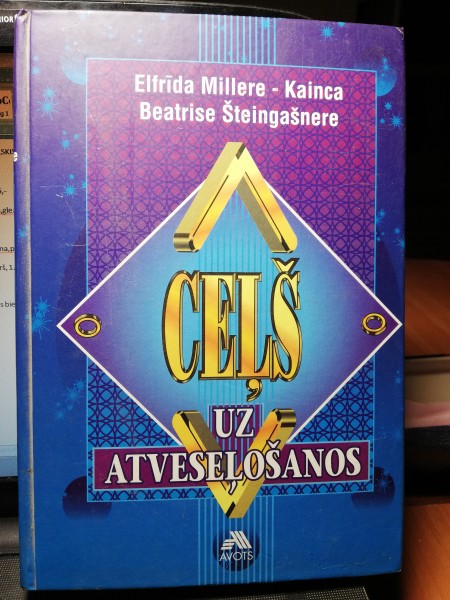 Elfrīda Millere - Kainca
Beatrise Šteingašnere
CEĻŠ
UZ
ATVESEĻOŠANOS
AVOTS